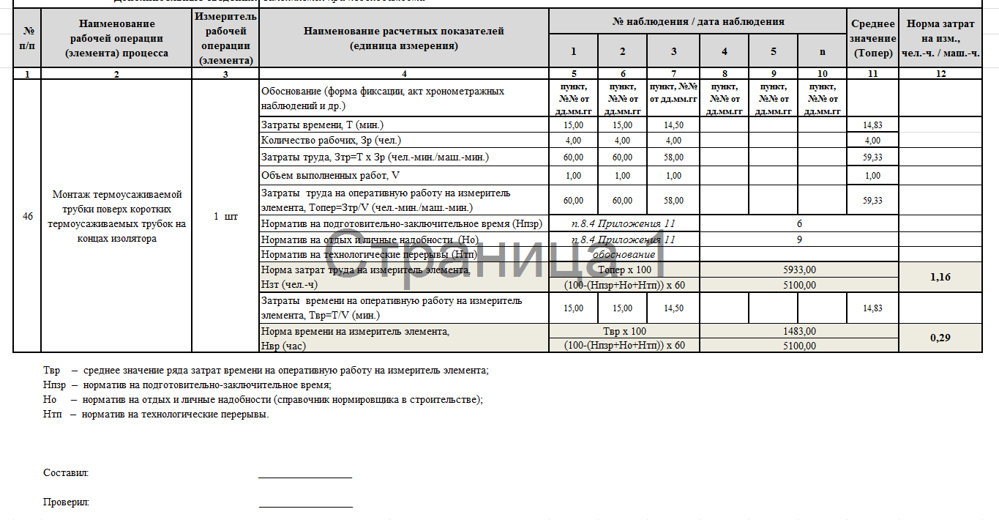 № п/п
Наименование рабочей операции (элемента) процесса
Измеритель рабочей операции (элемента)
Наименование расчетных показателей (единица измерения)
№ наблюдения / дата наблюдения
1 2 3 4 5 n
Среднее значение (Топер)
Норма затрат на изм., чел.-ч. / маш.-ч.
1 2 3 4 5 6 7 8 9 10 11 12
46
Монтаж термоусаживаемой трубки поверх коротких термоусаживаемых трубок на концах изолятора
1 шт
Обоснование (форма фиксации, акт хронометражных наблюдений и др.)
пункт, №№ от дд.мм.гг
пункт, №№ от дд.мм.гг
пункт, №№ от дд.мм.гг
пункт, №№ от дд.мм.гг
пункт, №№ от дд.мм.гг
пункт, №№ от дд.мм.гг
Затраты времени, Т (мин.) 15,00 15,00 14,50 14,83
Количество рабочих, Зр (чел.) 4,00 4,00 4,00 4,00
Затраты труда, Зтр=Т х Зр (чел.-мин./маш.-мин.) 60,00 60,00 58,00 59,33
Объем выполненных работ, V 1,00 1,00 1,00 1,00
Затраты труда на оперативную работу на измеритель
элемента, Топер=Зтр/V (чел.-мин./маш.-мин.) 60,00 60,00 58,00 59,33
Норматив на подготовительно-заключительное время (Нпзр) п.8.4 Приложения 11 6
Норматив на отдых и личные надобности (Но) п.8.4 Приложения 11 9
Норматив на технологические перерывы (Нтп) обоснование
Норма затрат труда на измеритель элемента, Топер х 100 5933,00
Нзт (чел.-ч) (100-(Нпзр+Но+Нтп)) х 60 5100,00 1,16
Затраты времени на оперативную работу на измеритель
элемента, Твр=Т/V (мин.) 15,00 15,00 14,50 14,83
Норма времени на измеритель элемента, Твр х 100 1483,00
Нвр (час) (100-(Нпзр+Но+Нтп)) х 60 5100,00 0,29
Страница 1
Твр – среднее значение ряда затрат времени на оперативную работу на измеритель элемента;
Нпзр – норматив на подготовительно-заключительное время;
Но – норматив на отдых и личные надобности (справочник нормировщика в строительстве);
Нтп – норматив на технологические перерывы.
Составил:
Проверил: